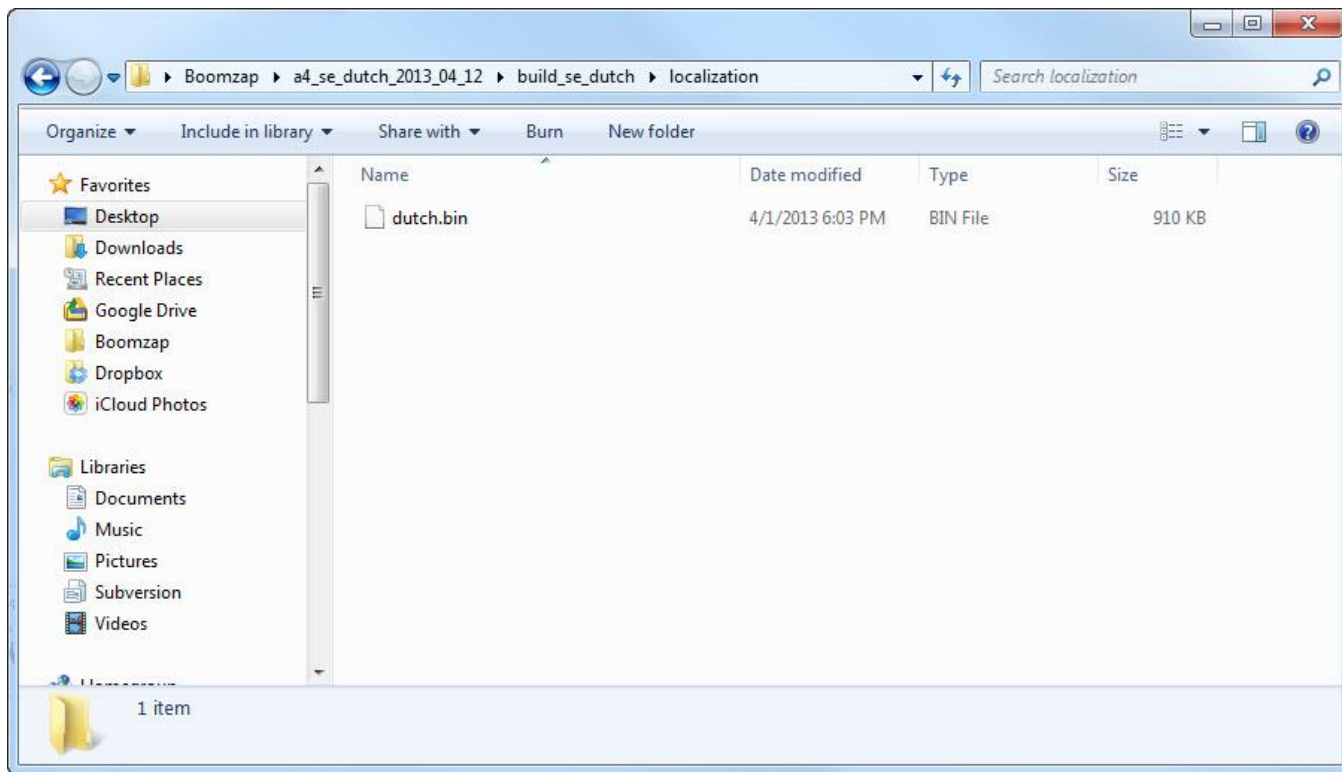 Boomzap a4_se_dutch_2013_04_12 build_se_dutch localization
Search localization
Organize Include in library Share with Burn New folder
Favorites
Desktop
Downloads
Recent Places
Google Drive
Boomzap
Dropbox
iCloud Photos
Libraries
Documents
Music
Pictures
Subversion
Videos
Name Date modified Type Size
dutch.bin 4/1/2013 6:03 PM BIN File 910 KB
1 item